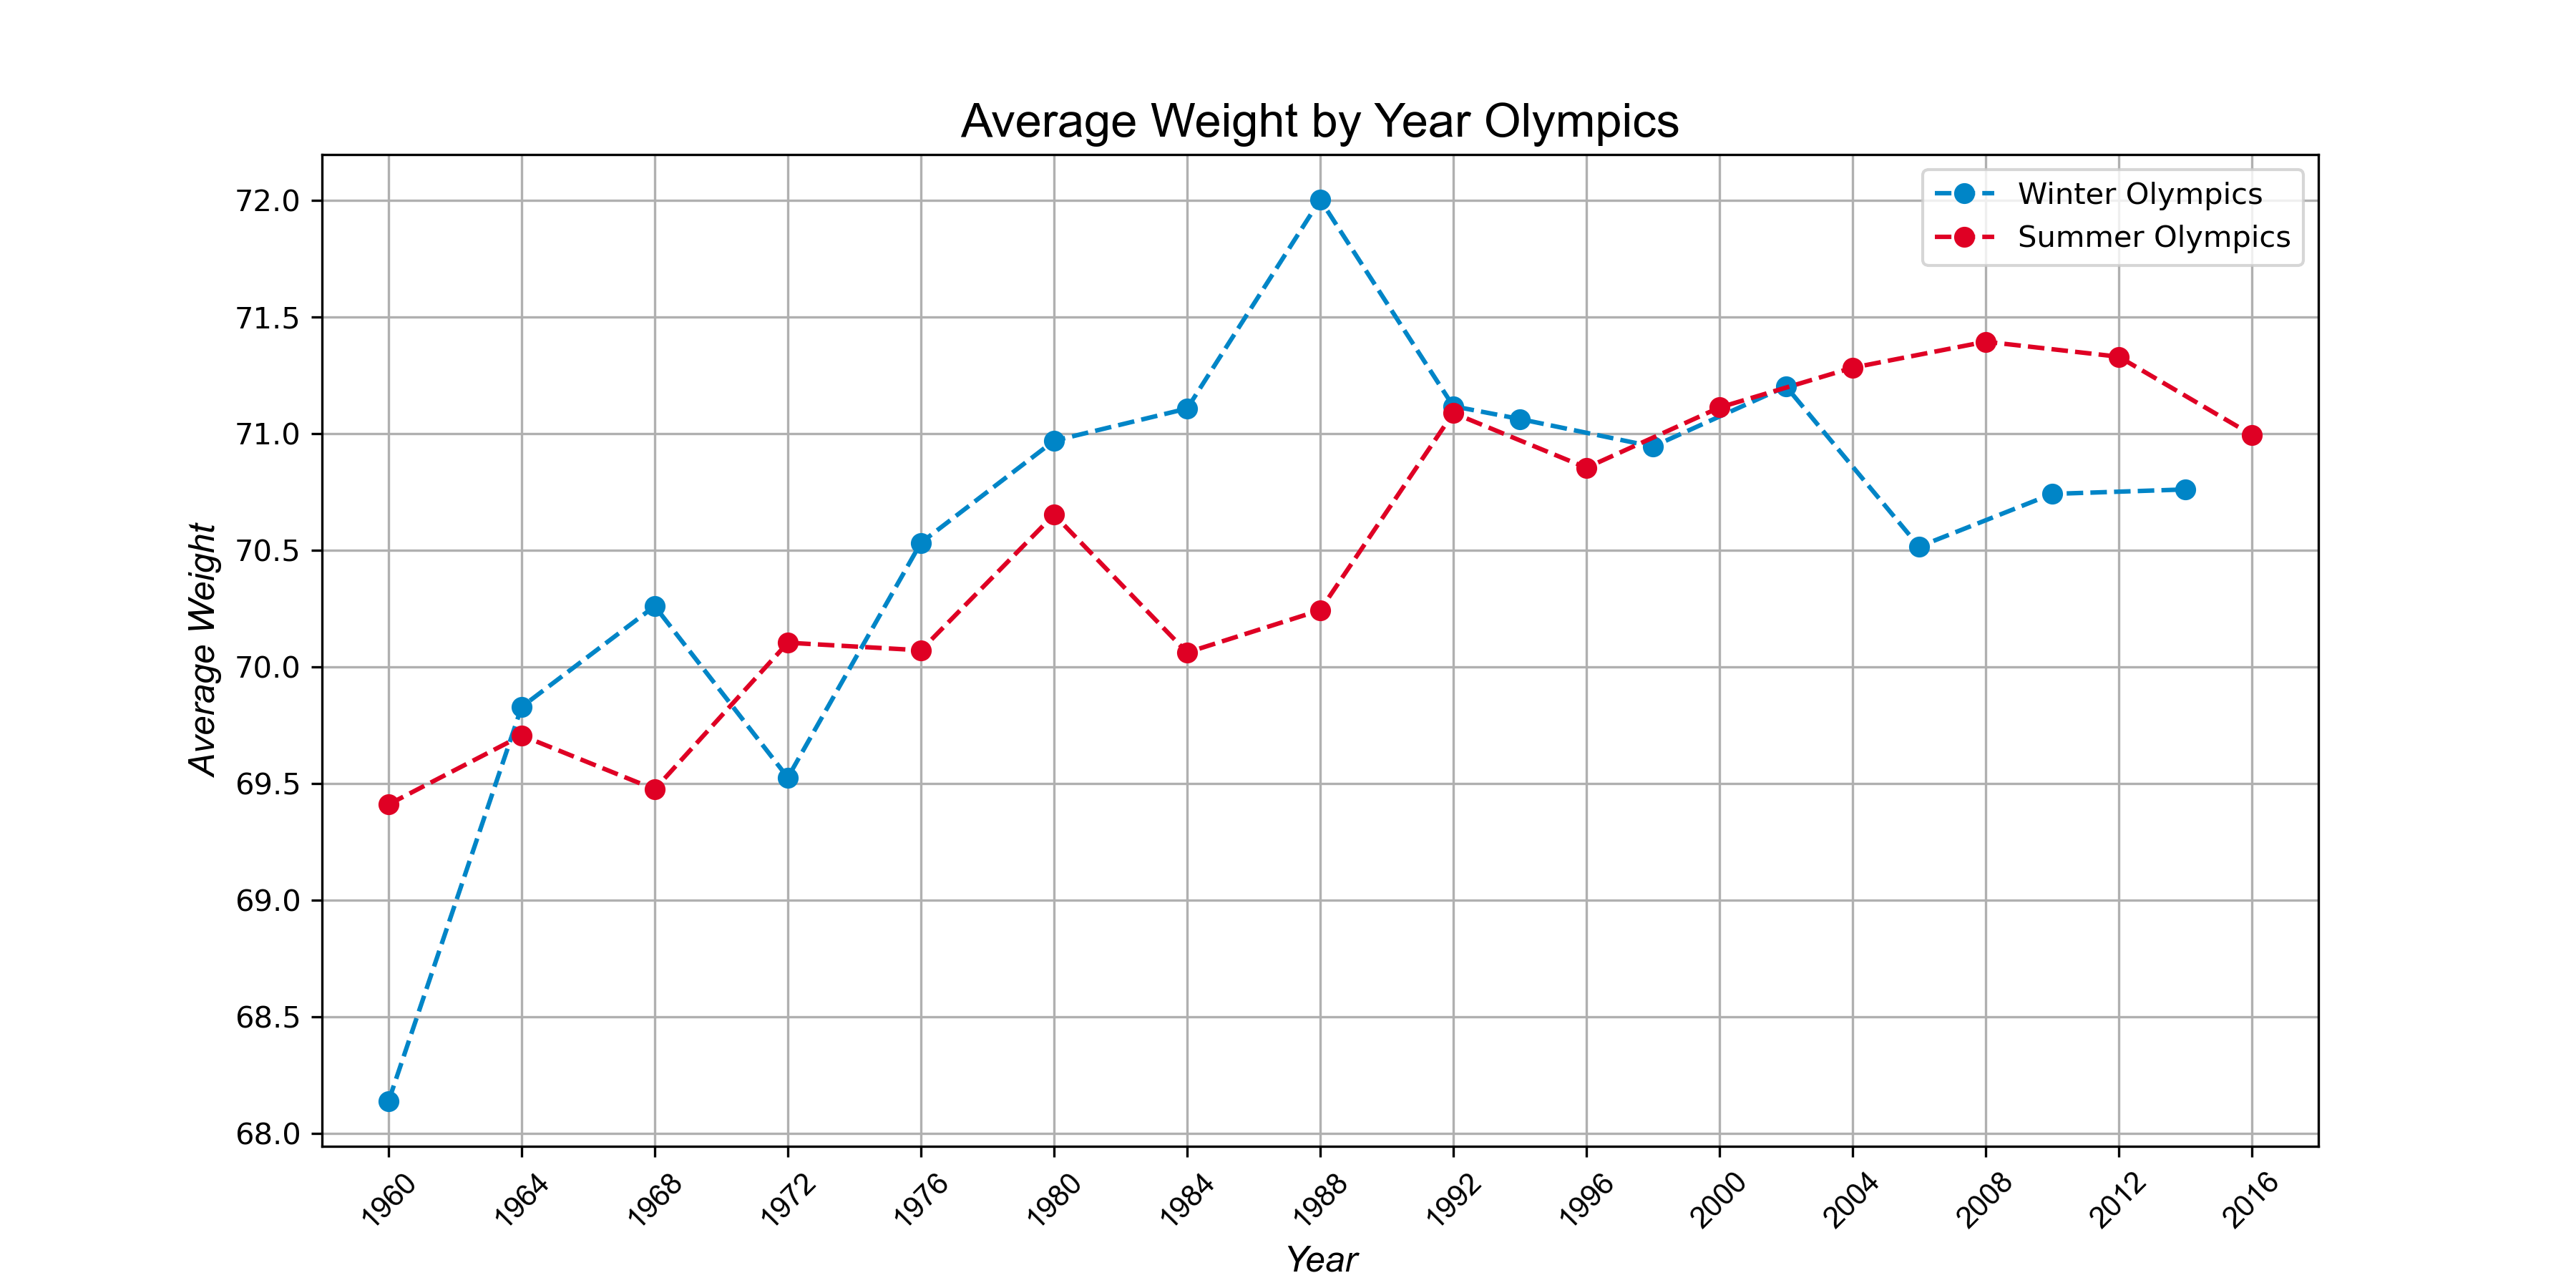 Average Weight by Year Olympics
Winter Olympics
Summer Olympics
Average Weight
72.0
71.5
71.0
70.5
70.0
69.5
69.0
68.5
68.0
1960 1964 1968 1972 1976 1980 1984 1988 1992 1996 2000 2004 2008 2012 2016
Year